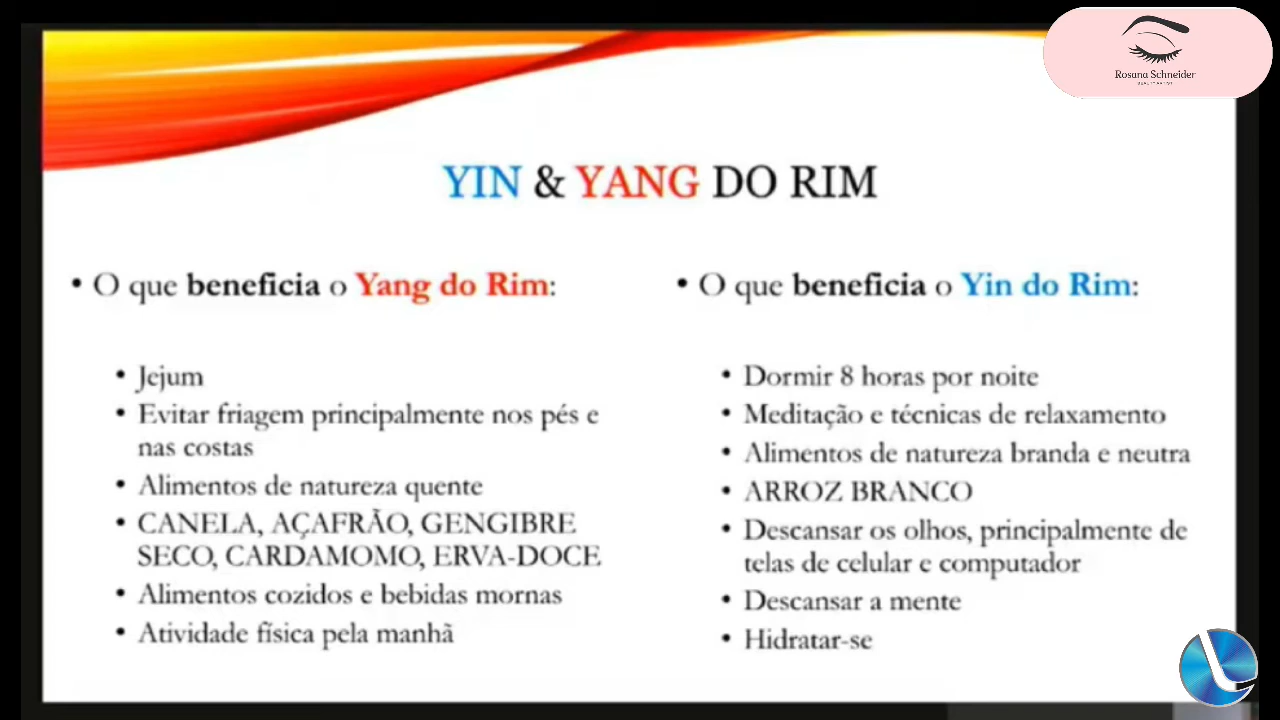 Rosana Schneider
YIN & YANG DO RIM
• O que beneficia o Yang do Rim:
• Jejum
• Evitar friagem principalmente nos pés e
nas costas
• Alimentos de natureza quente
• CANELA, AÇAFRÃO, GENGIBRE
SECO, CARDAMOMO, ERVA-DOCE
• Alimentos cozidos e bebidas mornas
• Atividade física pela manhã
• O que beneficia o Yin do Rim:
• Dormir 8 horas por noite
• Meditação e técnicas de relaxamento
• Alimentos de natureza branda e neutra
• ARROZ BRANCO
• Descansar os olhos, principalmente de
telas de celular e computador
• Descansar a mente
• Hidratar-se